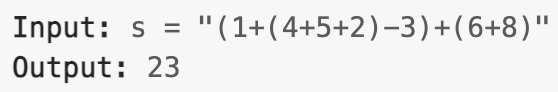 Input: s = "(1+(4+5+2)-3)+(6+8)"
Output: 23